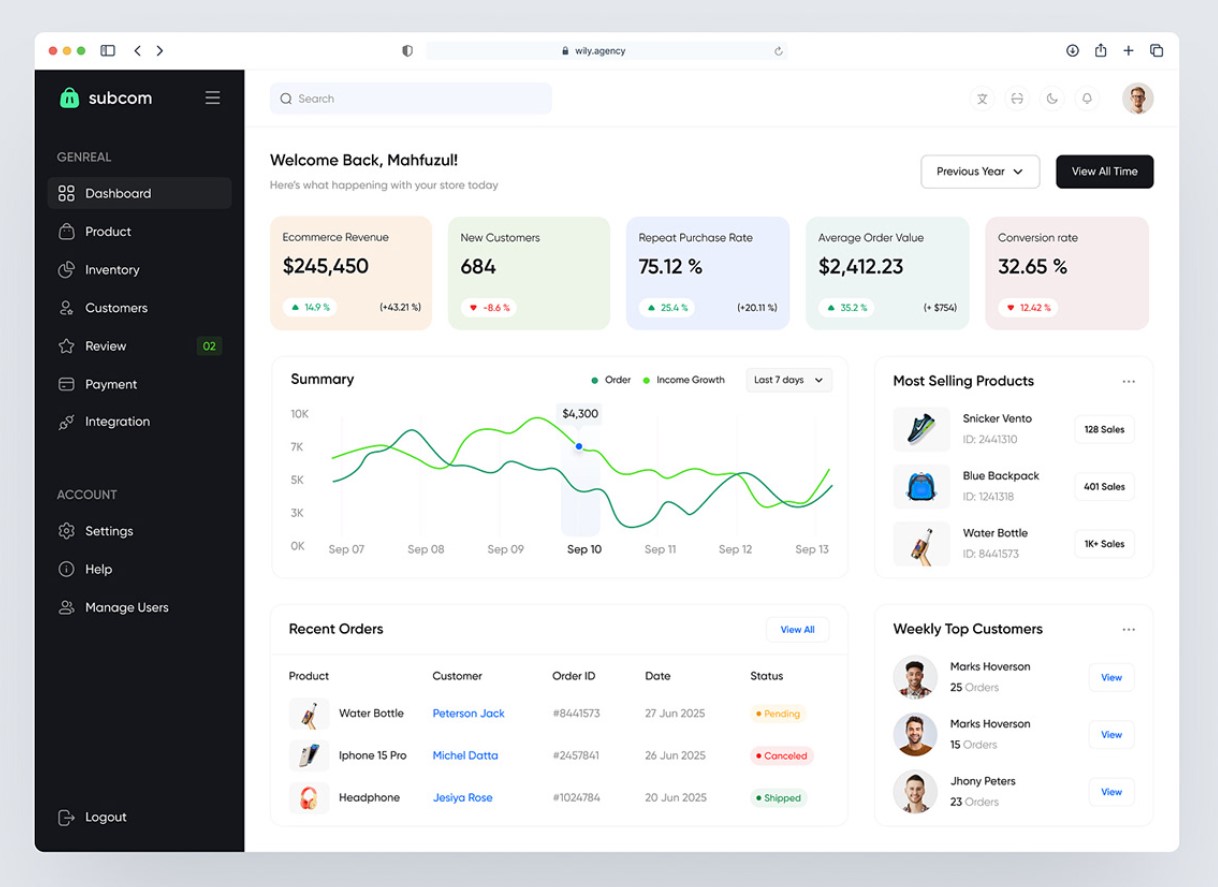 wily.agency
subcom
Search
GENREAL
Dashboard
Product
Inventory
Customers
Review 02
Payment
Integration
ACCOUNT
Settings
Help
Manage Users
Logout
Welcome Back, Mahfuzul!
Here's what happening with your store today
Previous Year
View All Time
Ecommerce Revenue
$245,450
14.9 % (+43.21 %)
New Customers
684
-8.6 %
Repeat Purchase Rate
75.12 %
25.4 % (+20.11 %)
Average Order Value
$2,412.23
35.2 % (+ $754)
Conversion rate
32.65 %
12.42 %
Summary
Order Income Growth Last 7 days
$4,300
10K
7K
5K
3K
0K
Sep 07 Sep 08 Sep 09 Sep 10 Sep 11 Sep 12 Sep 13
Most Selling Products
Snicker Vento
ID: 2441310
128 Sales
Blue Backpack
ID: 1241318
401 Sales
Water Bottle
ID: 8441573
1K+ Sales
Recent Orders View All
Product Customer Order ID Date Status
Water Bottle Peterson Jack #8441573 27 Jun 2025 Pending
Iphone 15 Pro Michel Datta #2457841 26 Jun 2025 Canceled
Headphone Jesiya Rose #1024784 20 Jun 2025 Shipped
Weekly Top Customers
Marks Hoverson
25 Orders
View
Marks Hoverson
15 Orders
View
Jhony Peters
23 Orders
View